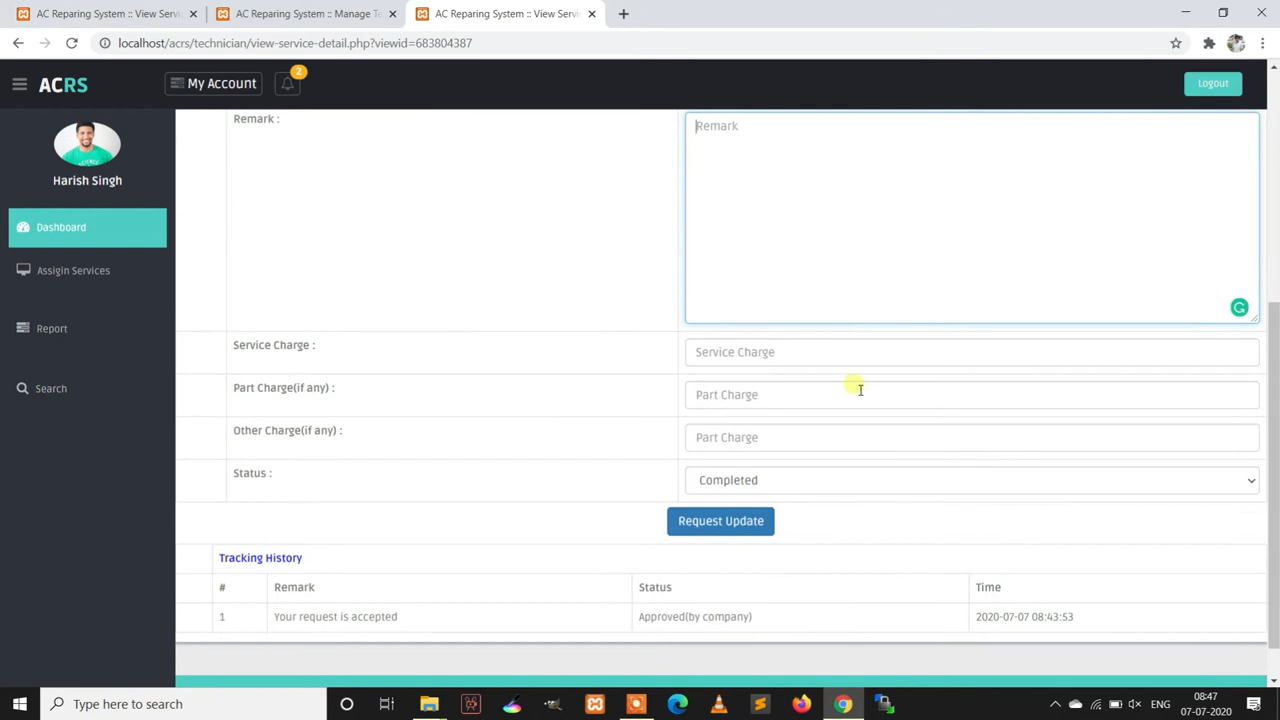 AC Reparing System :: View Servi
AC Reparing System :: Manage Te
AC Reparing System :: View Servi
localhost/acrs/technician/view-service-detail.php?viewid=683804387
ACRS
My Account
2
Logout
Harish Singh
Dashboard
Assigin Services
Report
Search
Remark :
Remark
Service Charge :
Service Charge
Part Charge(if any) :
Part Charge
Other Charge(if any) :
Part Charge
Status :
Completed
Request Update
Tracking History
# Remark Status Time
1 Your request is accepted Approved(by company) 2020-07-07 08:43:53
Type here to search
08:47
07-07-2020